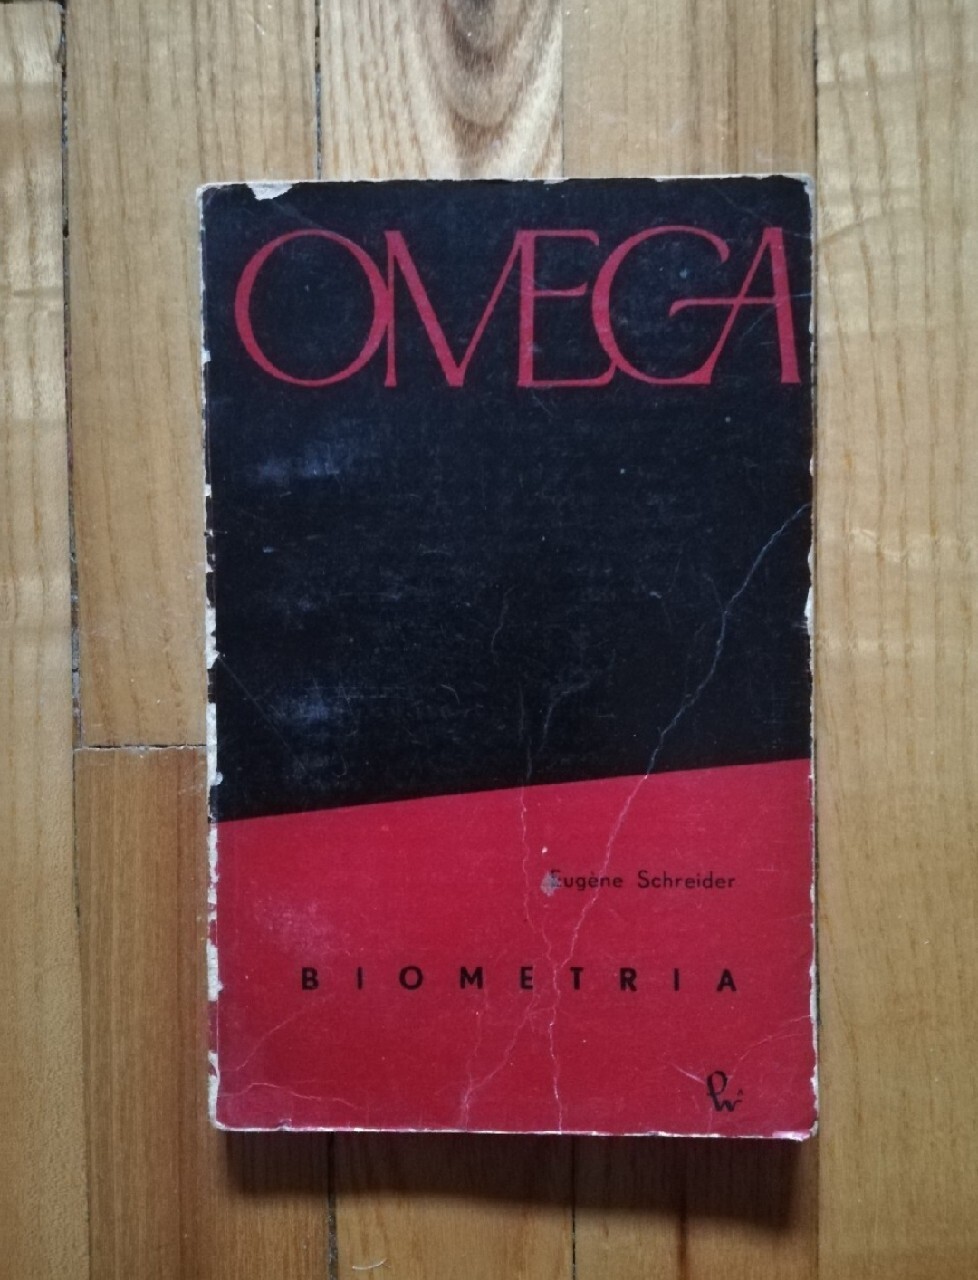 OMEGA
Eugène Schreider
BIOMETRIA